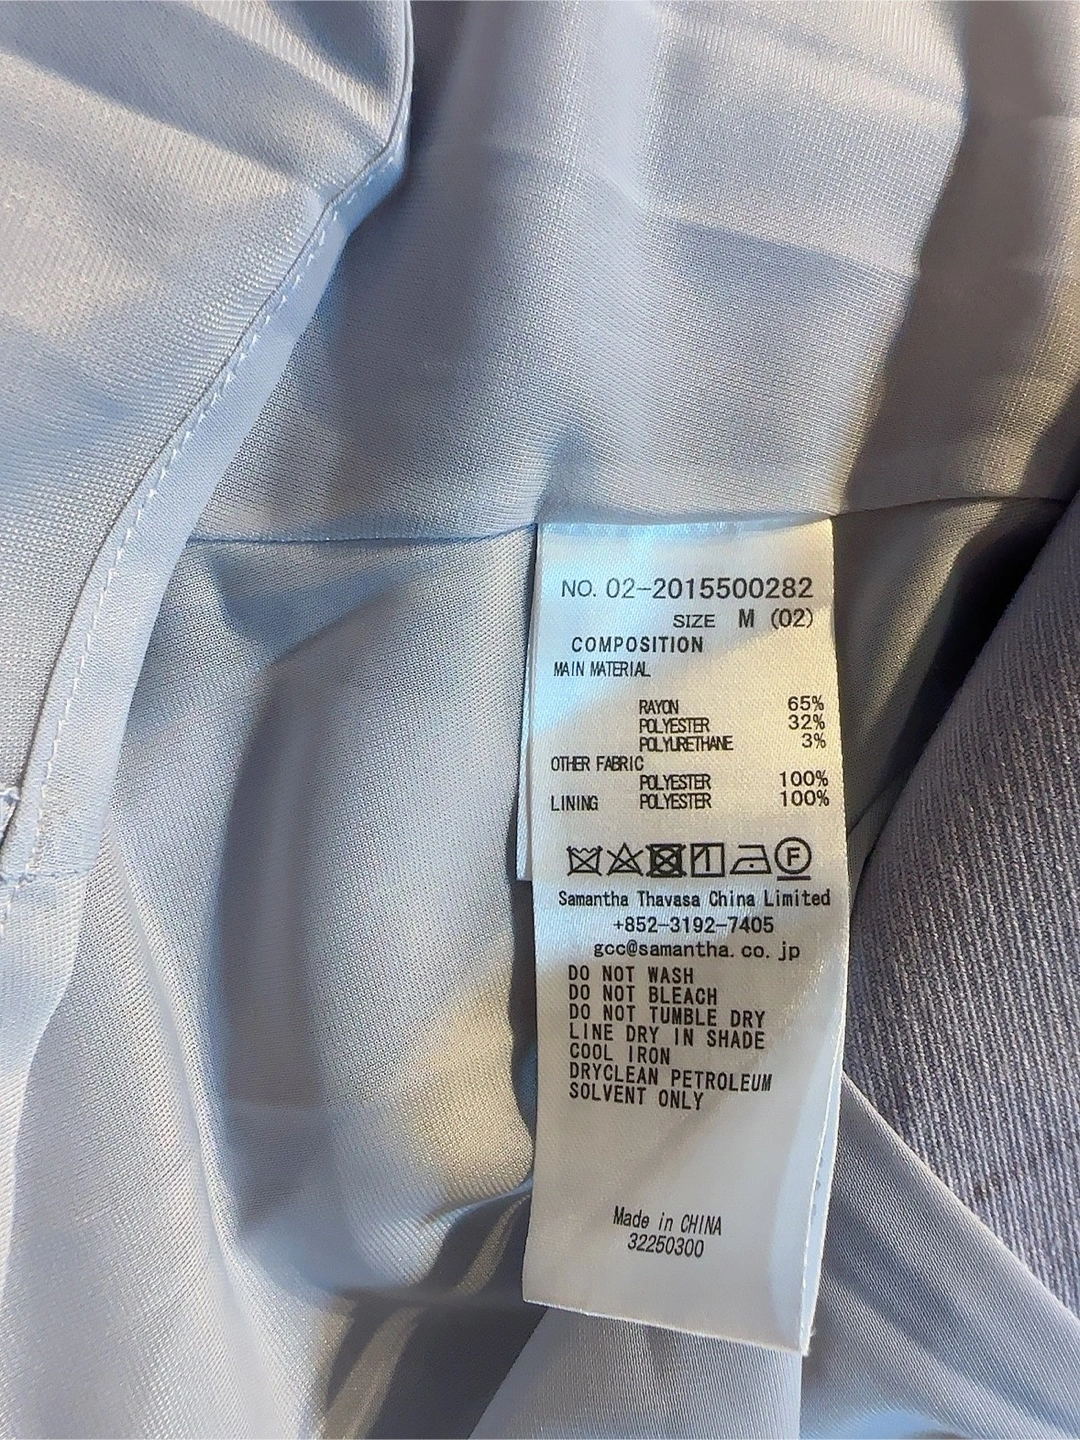 NO. 02-2015500282
SIZE M (02)
COMPOSITION
MAIN MATERIAL
RAYON 65%
POLYESTER 32%
POLYURETHANE 3%
OTHER FABRIC
POLYESTER 100%
LINING POLYESTER 100%
F
Samantha Thavasa China Limited
+852-3192-7405
gcc@samantha.co.jp
DO NOT WASH
DO NOT BLEACH
DO NOT TUMBLE DRY
LINE DRY IN SHADE
COOL IRON
DRYCLEAN PETROLEUM
SOLVENT ONLY
Made in CHINA
32250300